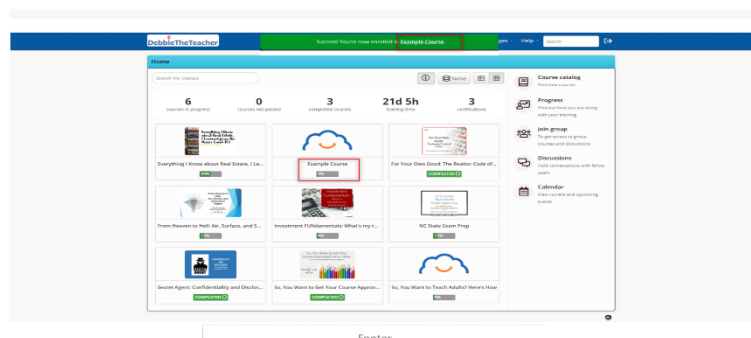 DebbieTheTeacher
Success! You're now enrolled in Example Course.
Help
Search
Home
Search my courses
Name
6
courses in progress
0
courses not passed
3
completed courses
21d 5h
training time
3
certifications
Everything I Know about Real Estate, I Le...
Example Course
For Your Own Good: The Realtor Code of...
COMPLETED
From Heaven to Hell: Air, Surface, and S...
Investment FUNdamentals: What's my r...
NC State Exam Prep
Secret Agent: Confidentiality and Disclos...
COMPLETED
So, You Want to Get Your Course Approv...
COMPLETED
So, You Want to Teach Adults? Here's How
Course catalog
Find new courses
Progress
Find out how you are doing
with your training
Join group
To get access to group
courses and discussions
Discussions
Hold conversations with fellow
users
Calendar
View current and upcoming
events
Footer